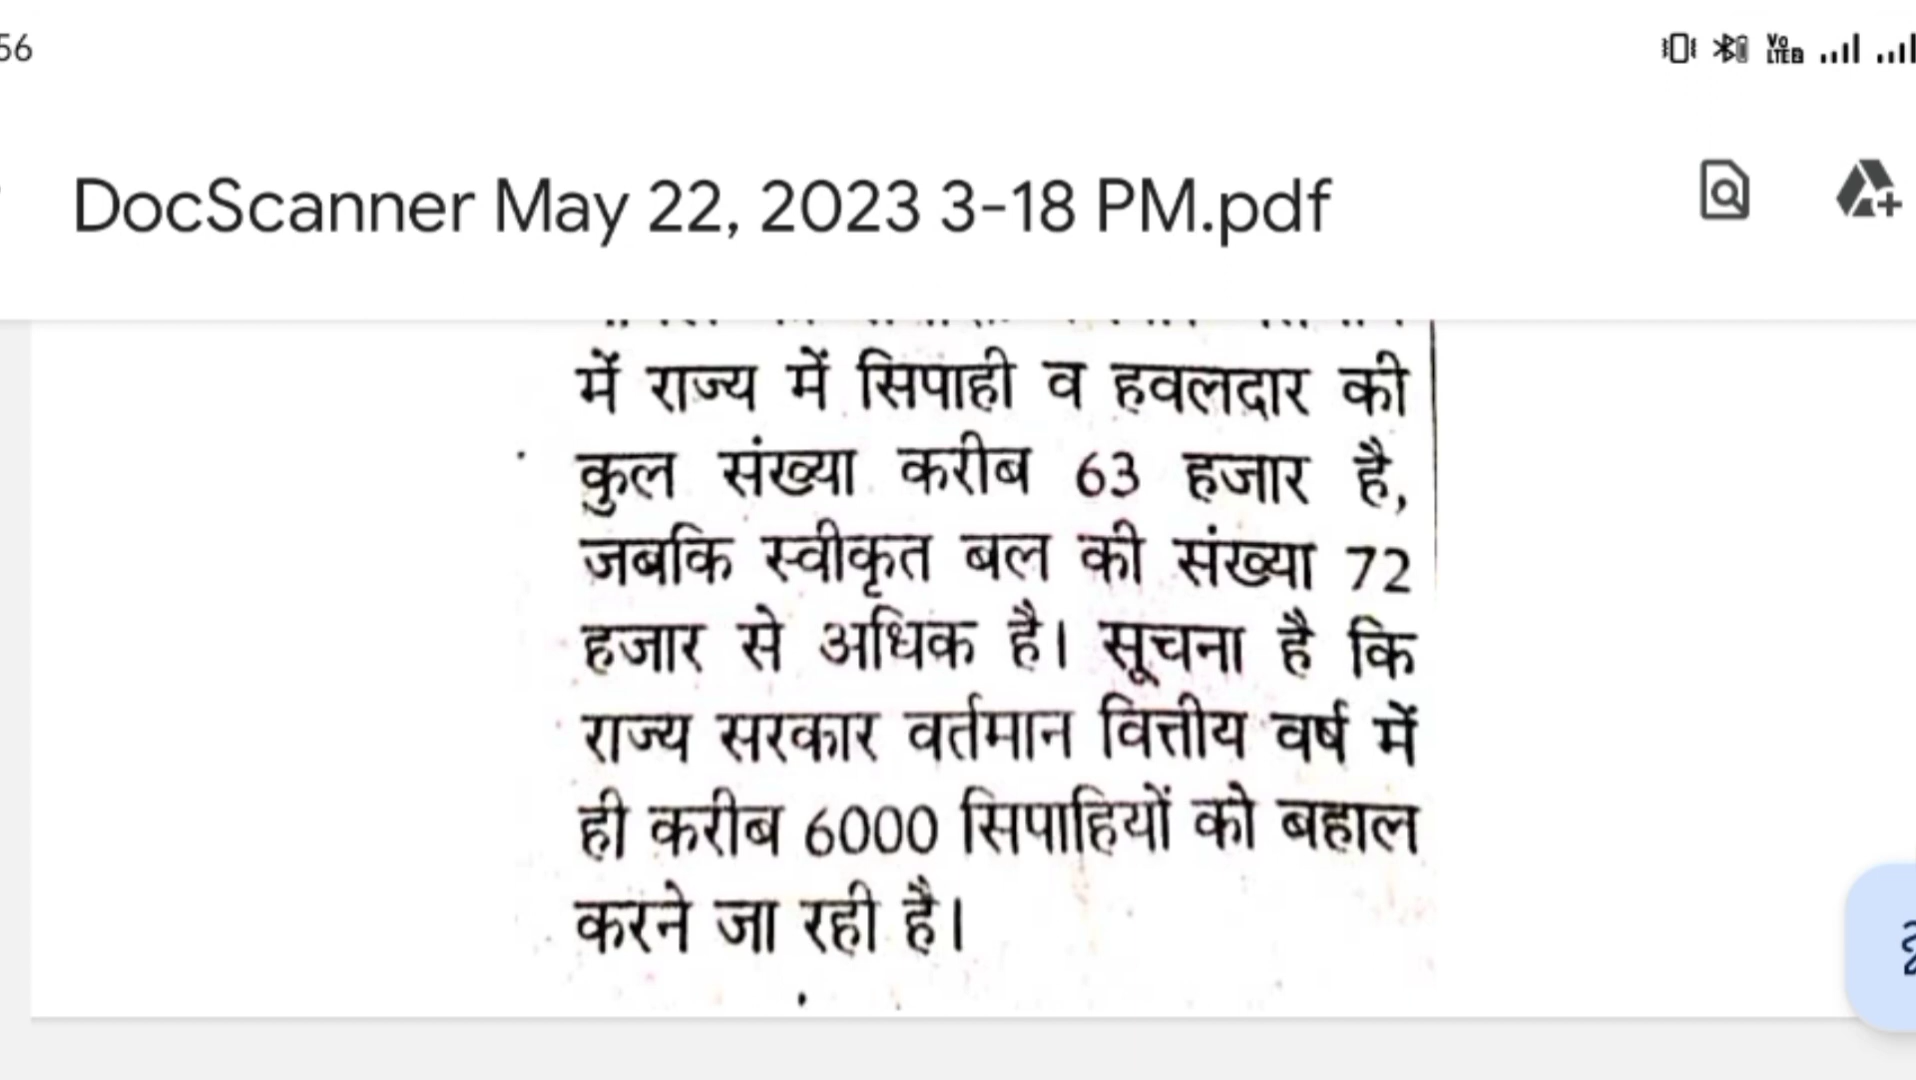 56
DocScanner May 22, 2023 3-18 PM.pdf
में राज्य में सिपाही व हवलदार की
कुल संख्या करीब 63 हजार है,
जबकि स्वीकृत बल की संख्या 72
हजार से अधिक है। सूचना है कि
राज्य सरकार वर्तमान वित्तीय वर्ष में
ही करीब 6000 सिपाहियों को बहाल
करने जा रही है।